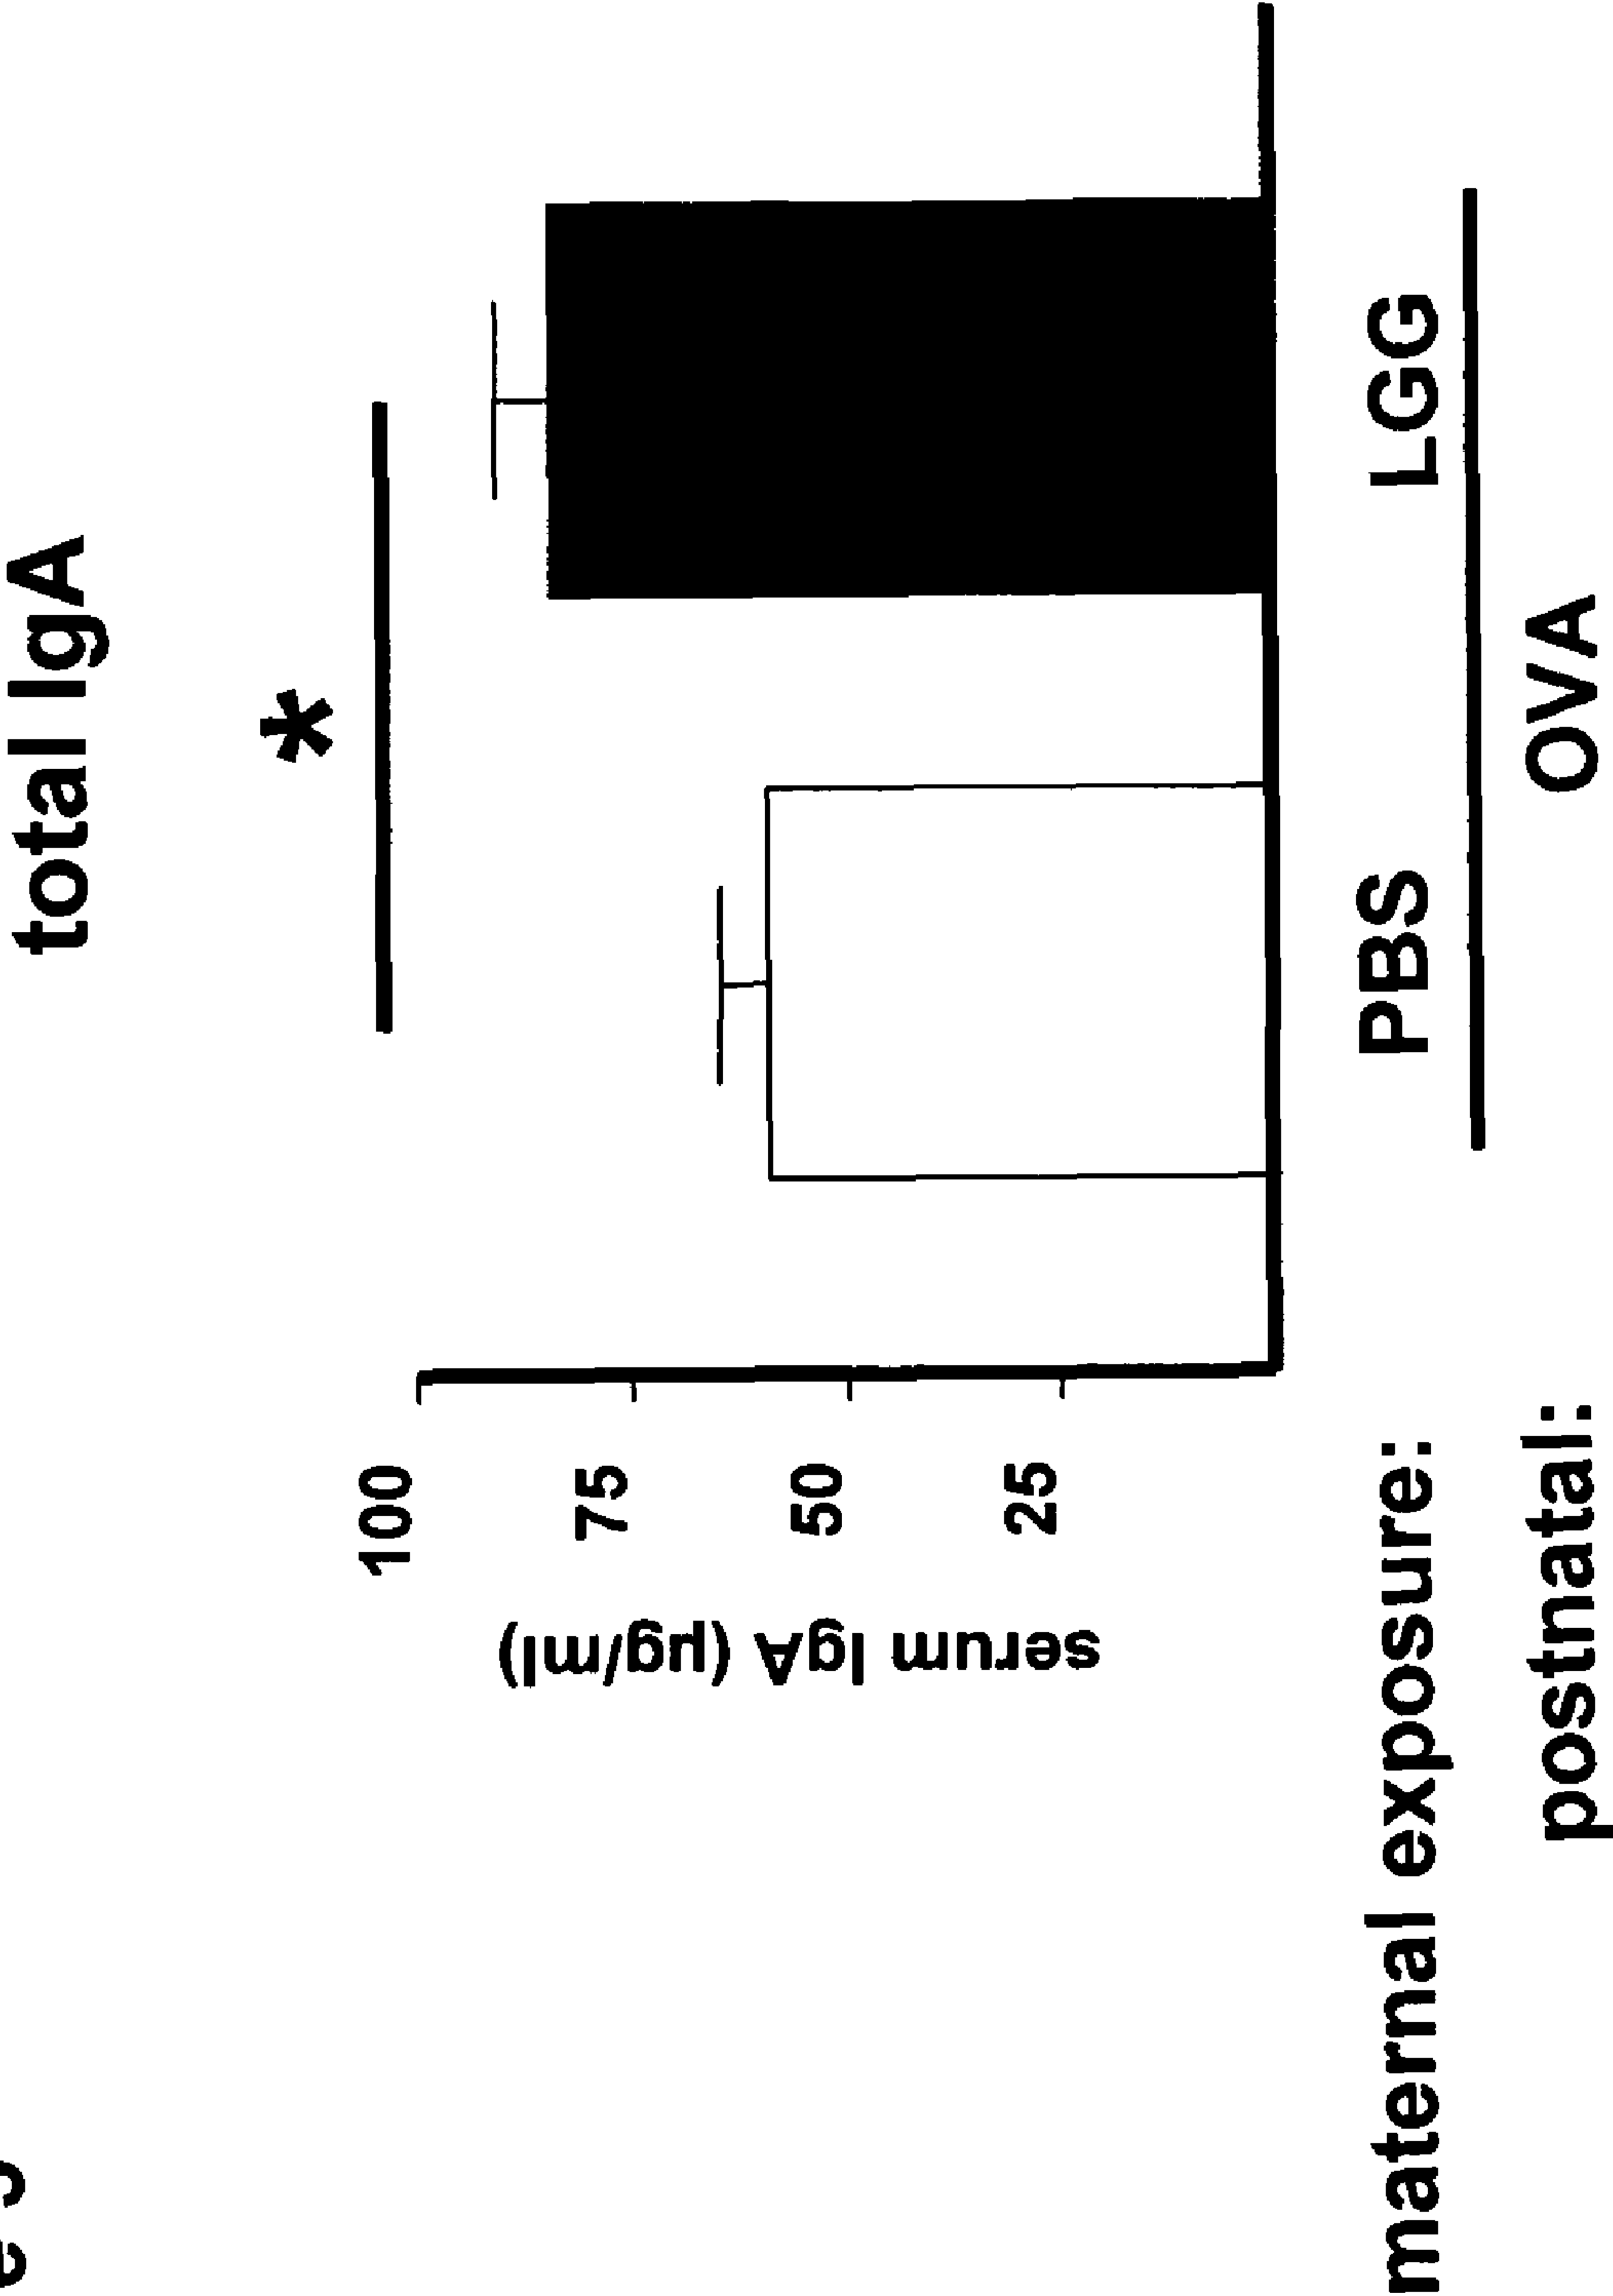 total IgA
*
100
75
50
25
serum IgA (µg/ml)
maternal exposure: PBS LGG
postnatal: OVA